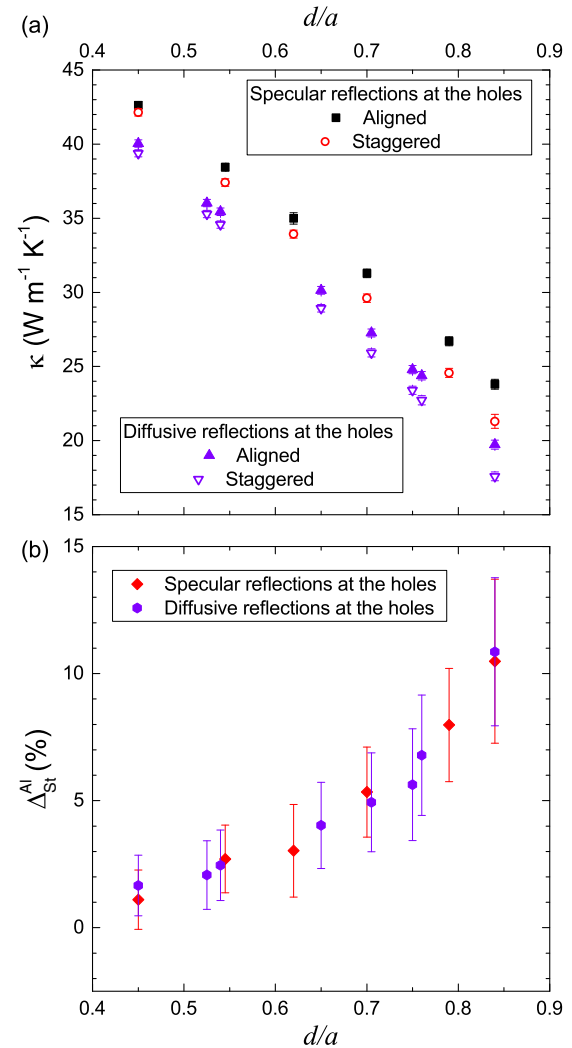 (a)
d/a
0.4 0.5 0.6 0.7 0.8 0.9
45
40
35
30
25
20
15
κ (W m⁻¹ K⁻¹)
Specular reflections at the holes
Aligned
Staggered
Diffusive reflections at the holes
Aligned
Staggered
(b)
15
10
5
0
Δ^Al_St (%)
Specular reflections at the holes
Diffusive reflections at the holes
0.4 0.5 0.6 0.7 0.8 0.9
d/a